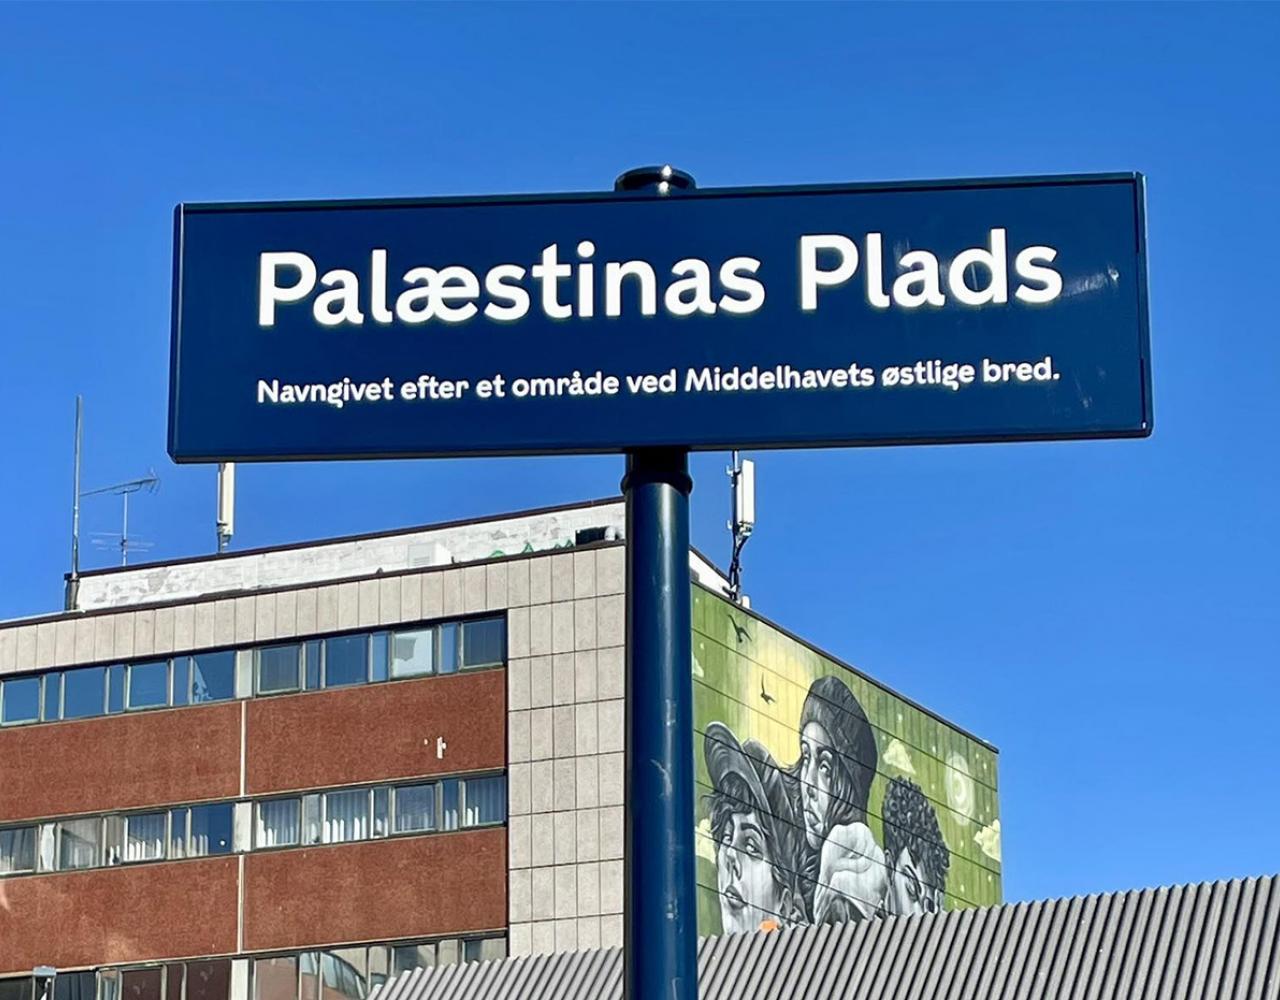 Palæstinas Plads
Navngivet efter et område ved Middelhavets østlige bred.